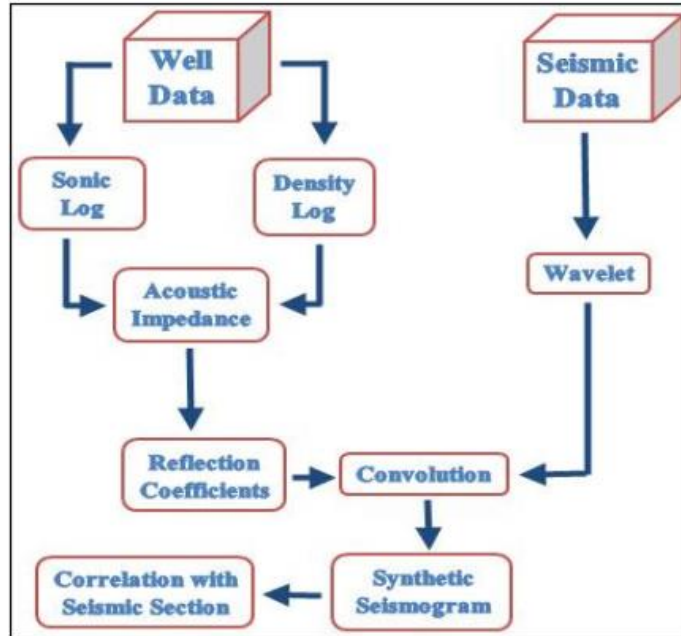 Well
Data
Seismic
Data
Sonic
Log
Density
Log
Wavelet
Acoustic
Impedance
Reflection
Coefficients
Convolution
Correlation with
Seismic Section
Synthetic
Seismogram